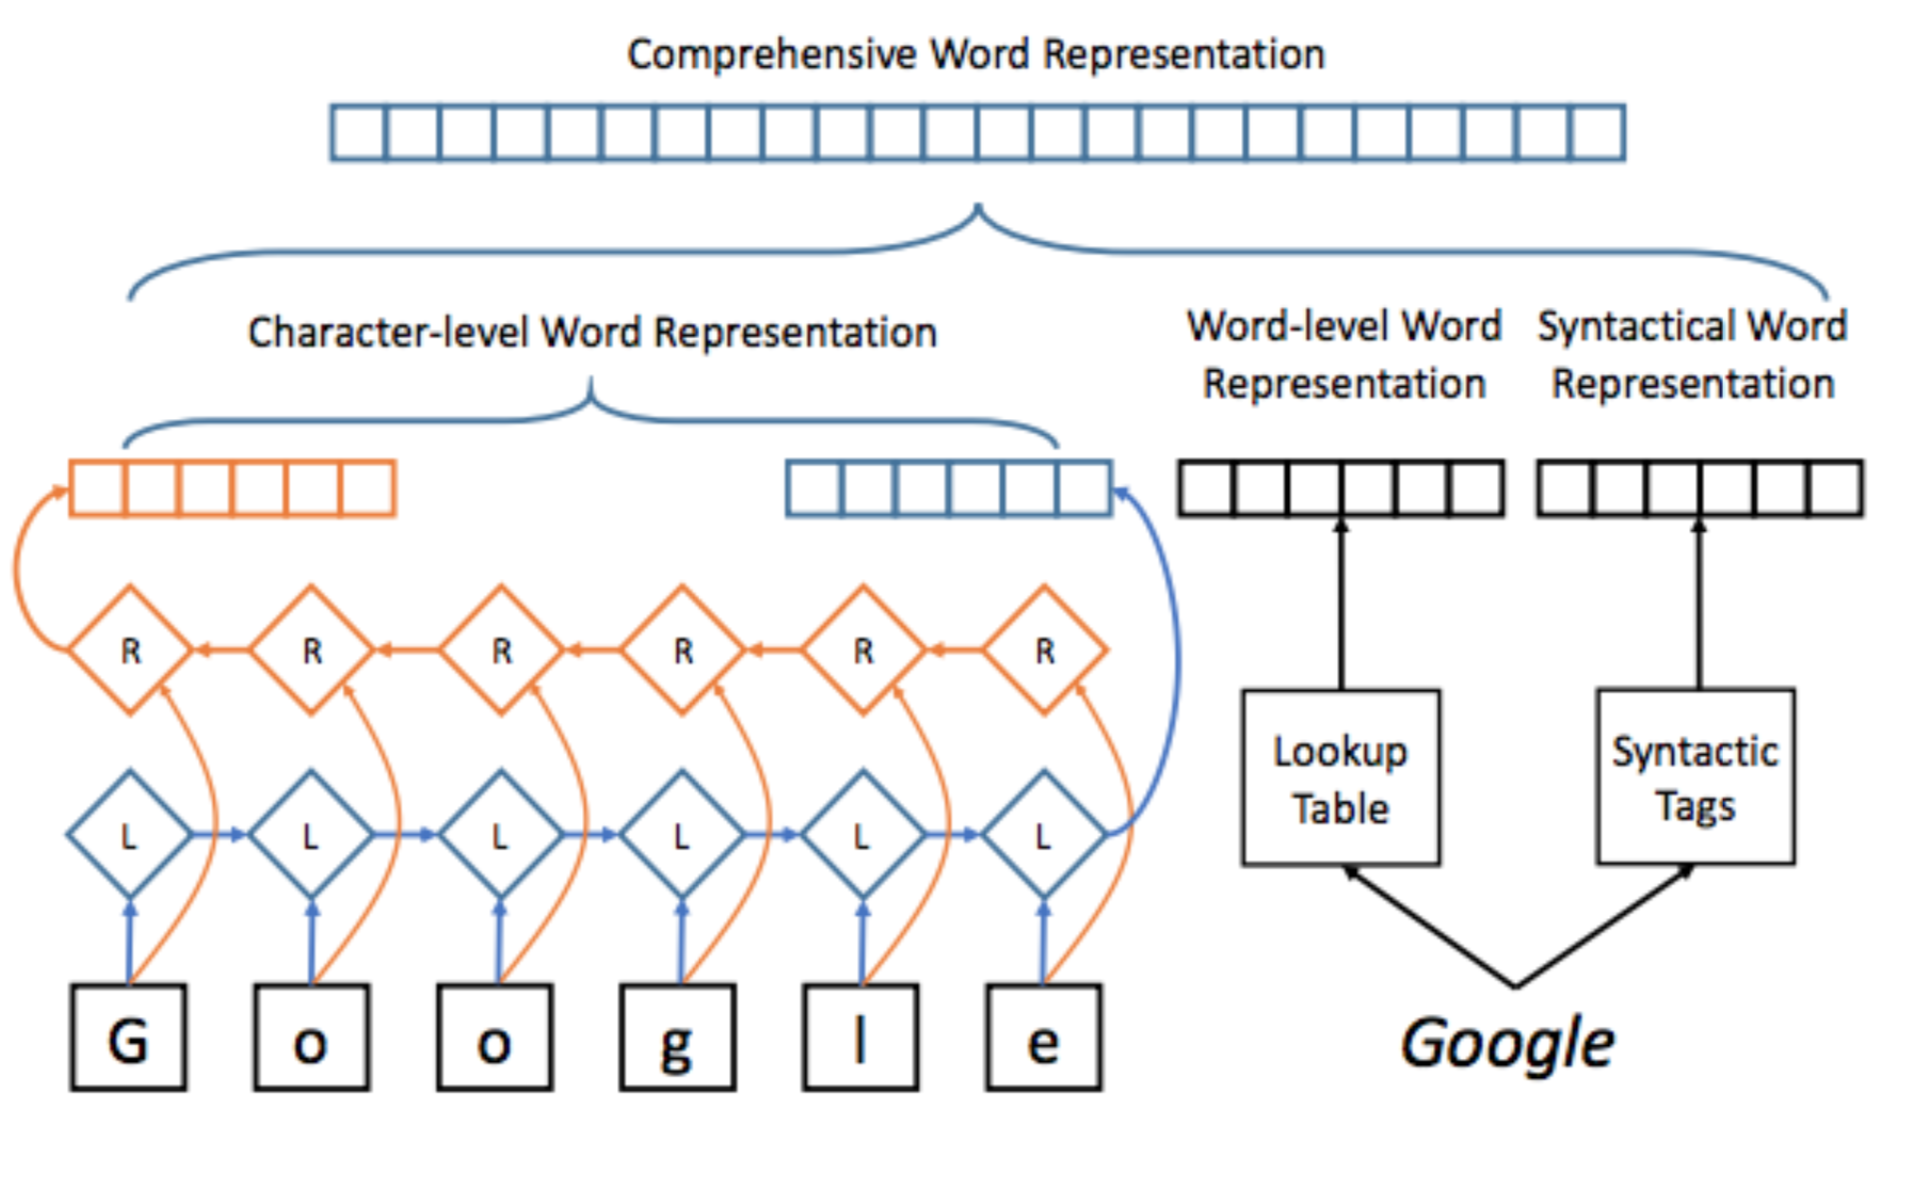 Comprehensive Word Representation
Character-level Word Representation
Word-level Word
Representation
Syntactical Word
Representation
R R R R R R
L L L L L L
Lookup
Table
Syntactic
Tags
G o o g l e
Google